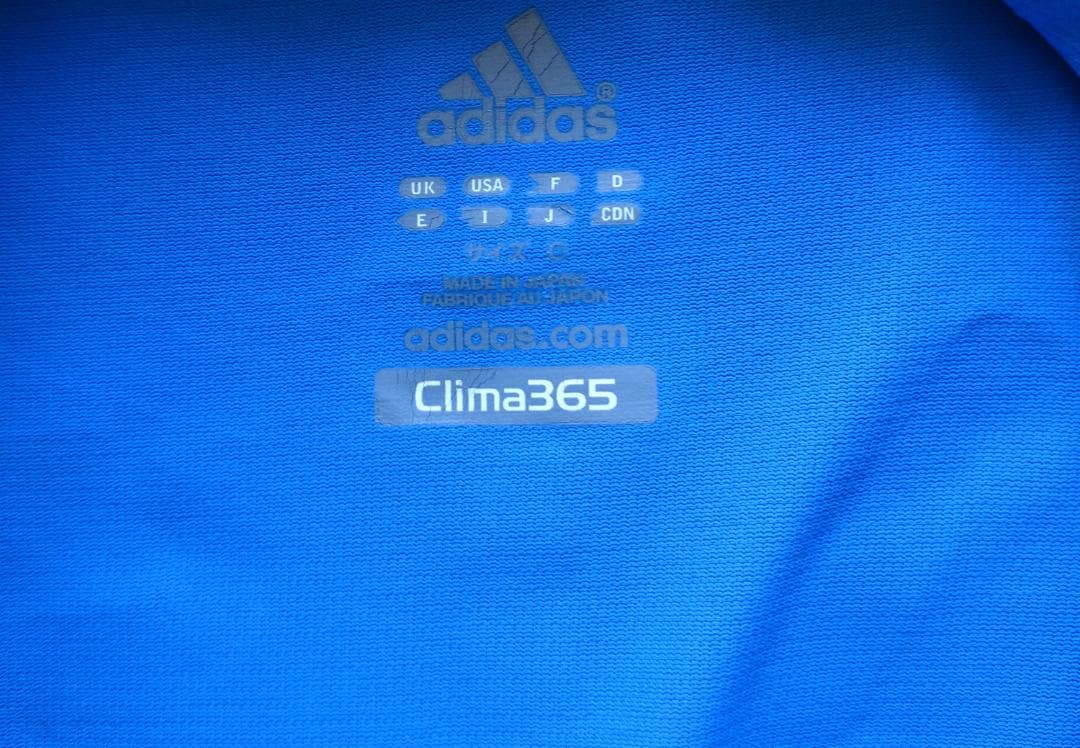 adidas®
UK USA F D
E I J CDN
サイズ C
MADE IN JAPAN
FABRIQUE AU JAPON
adidas.com
Clima365